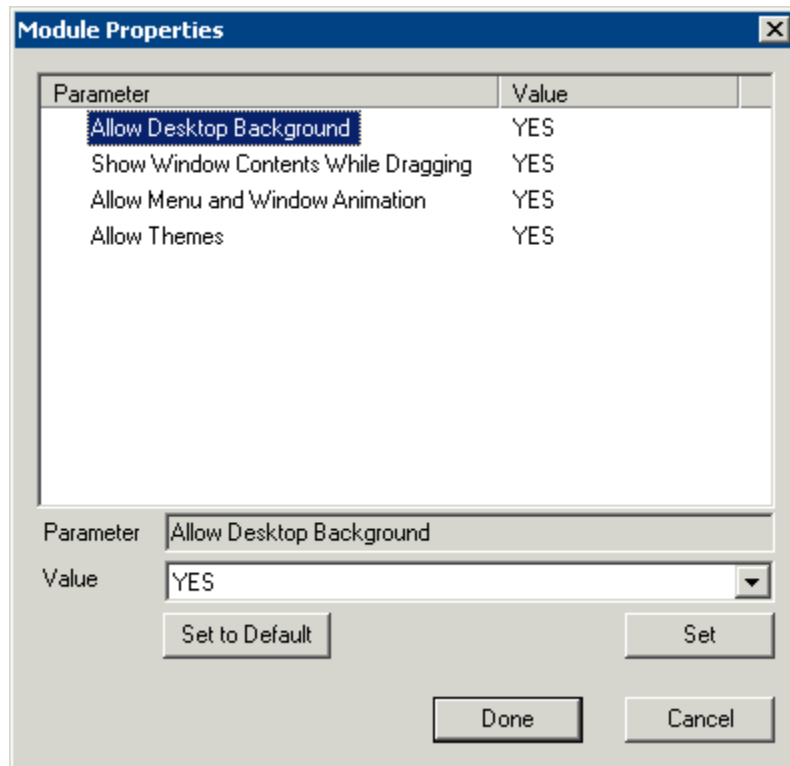 Module Properties
Parameter Value
Allow Desktop Background YES
Show Window Contents While Dragging YES
Allow Menu and Window Animation YES
Allow Themes YES
Parameter Allow Desktop Background
Value YES
Set to Default Set
Done Cancel